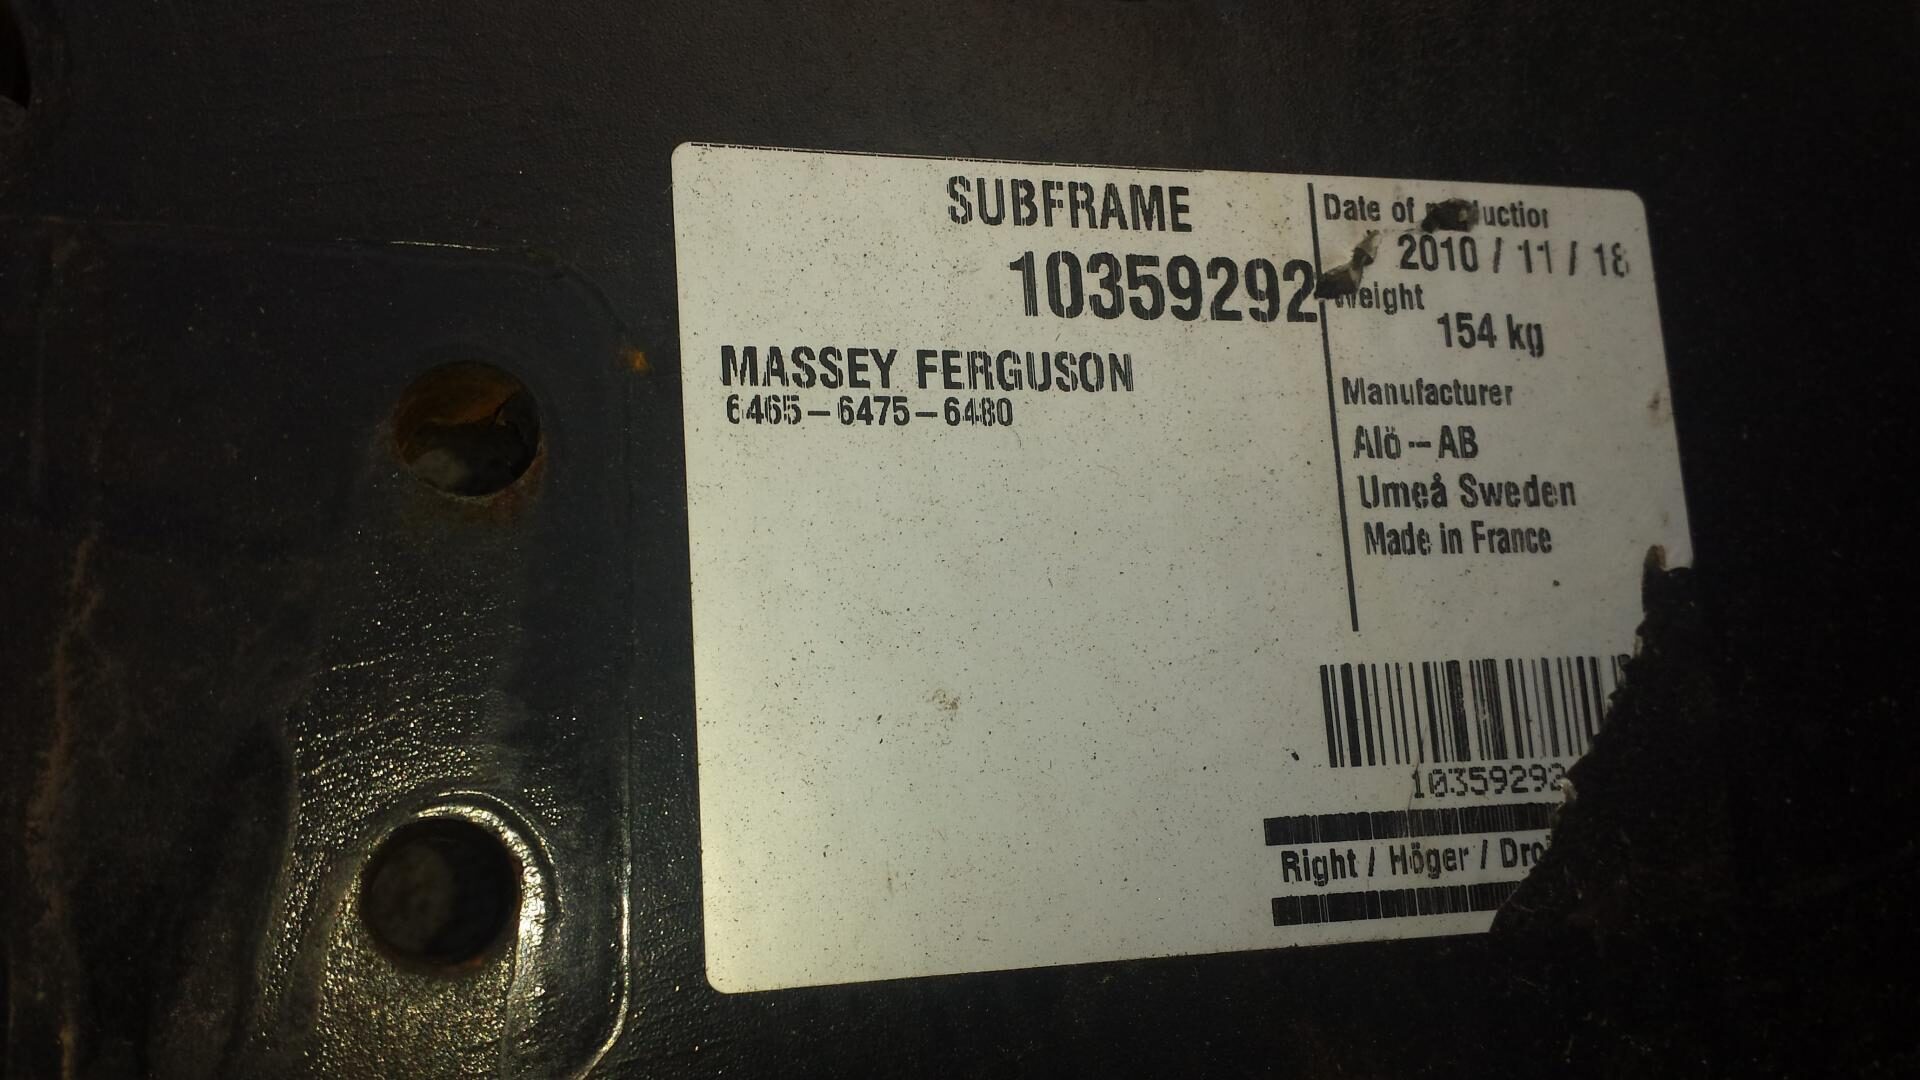 SUBFRAME
10359292
MASSEY FERGUSON
6465-6475-6480
Date of
2010 / 11 / 18
Weight
154 kg
Manufacturer
Alö -- AB
Umeå Sweden
Made in France
10359292
Right / Höger /